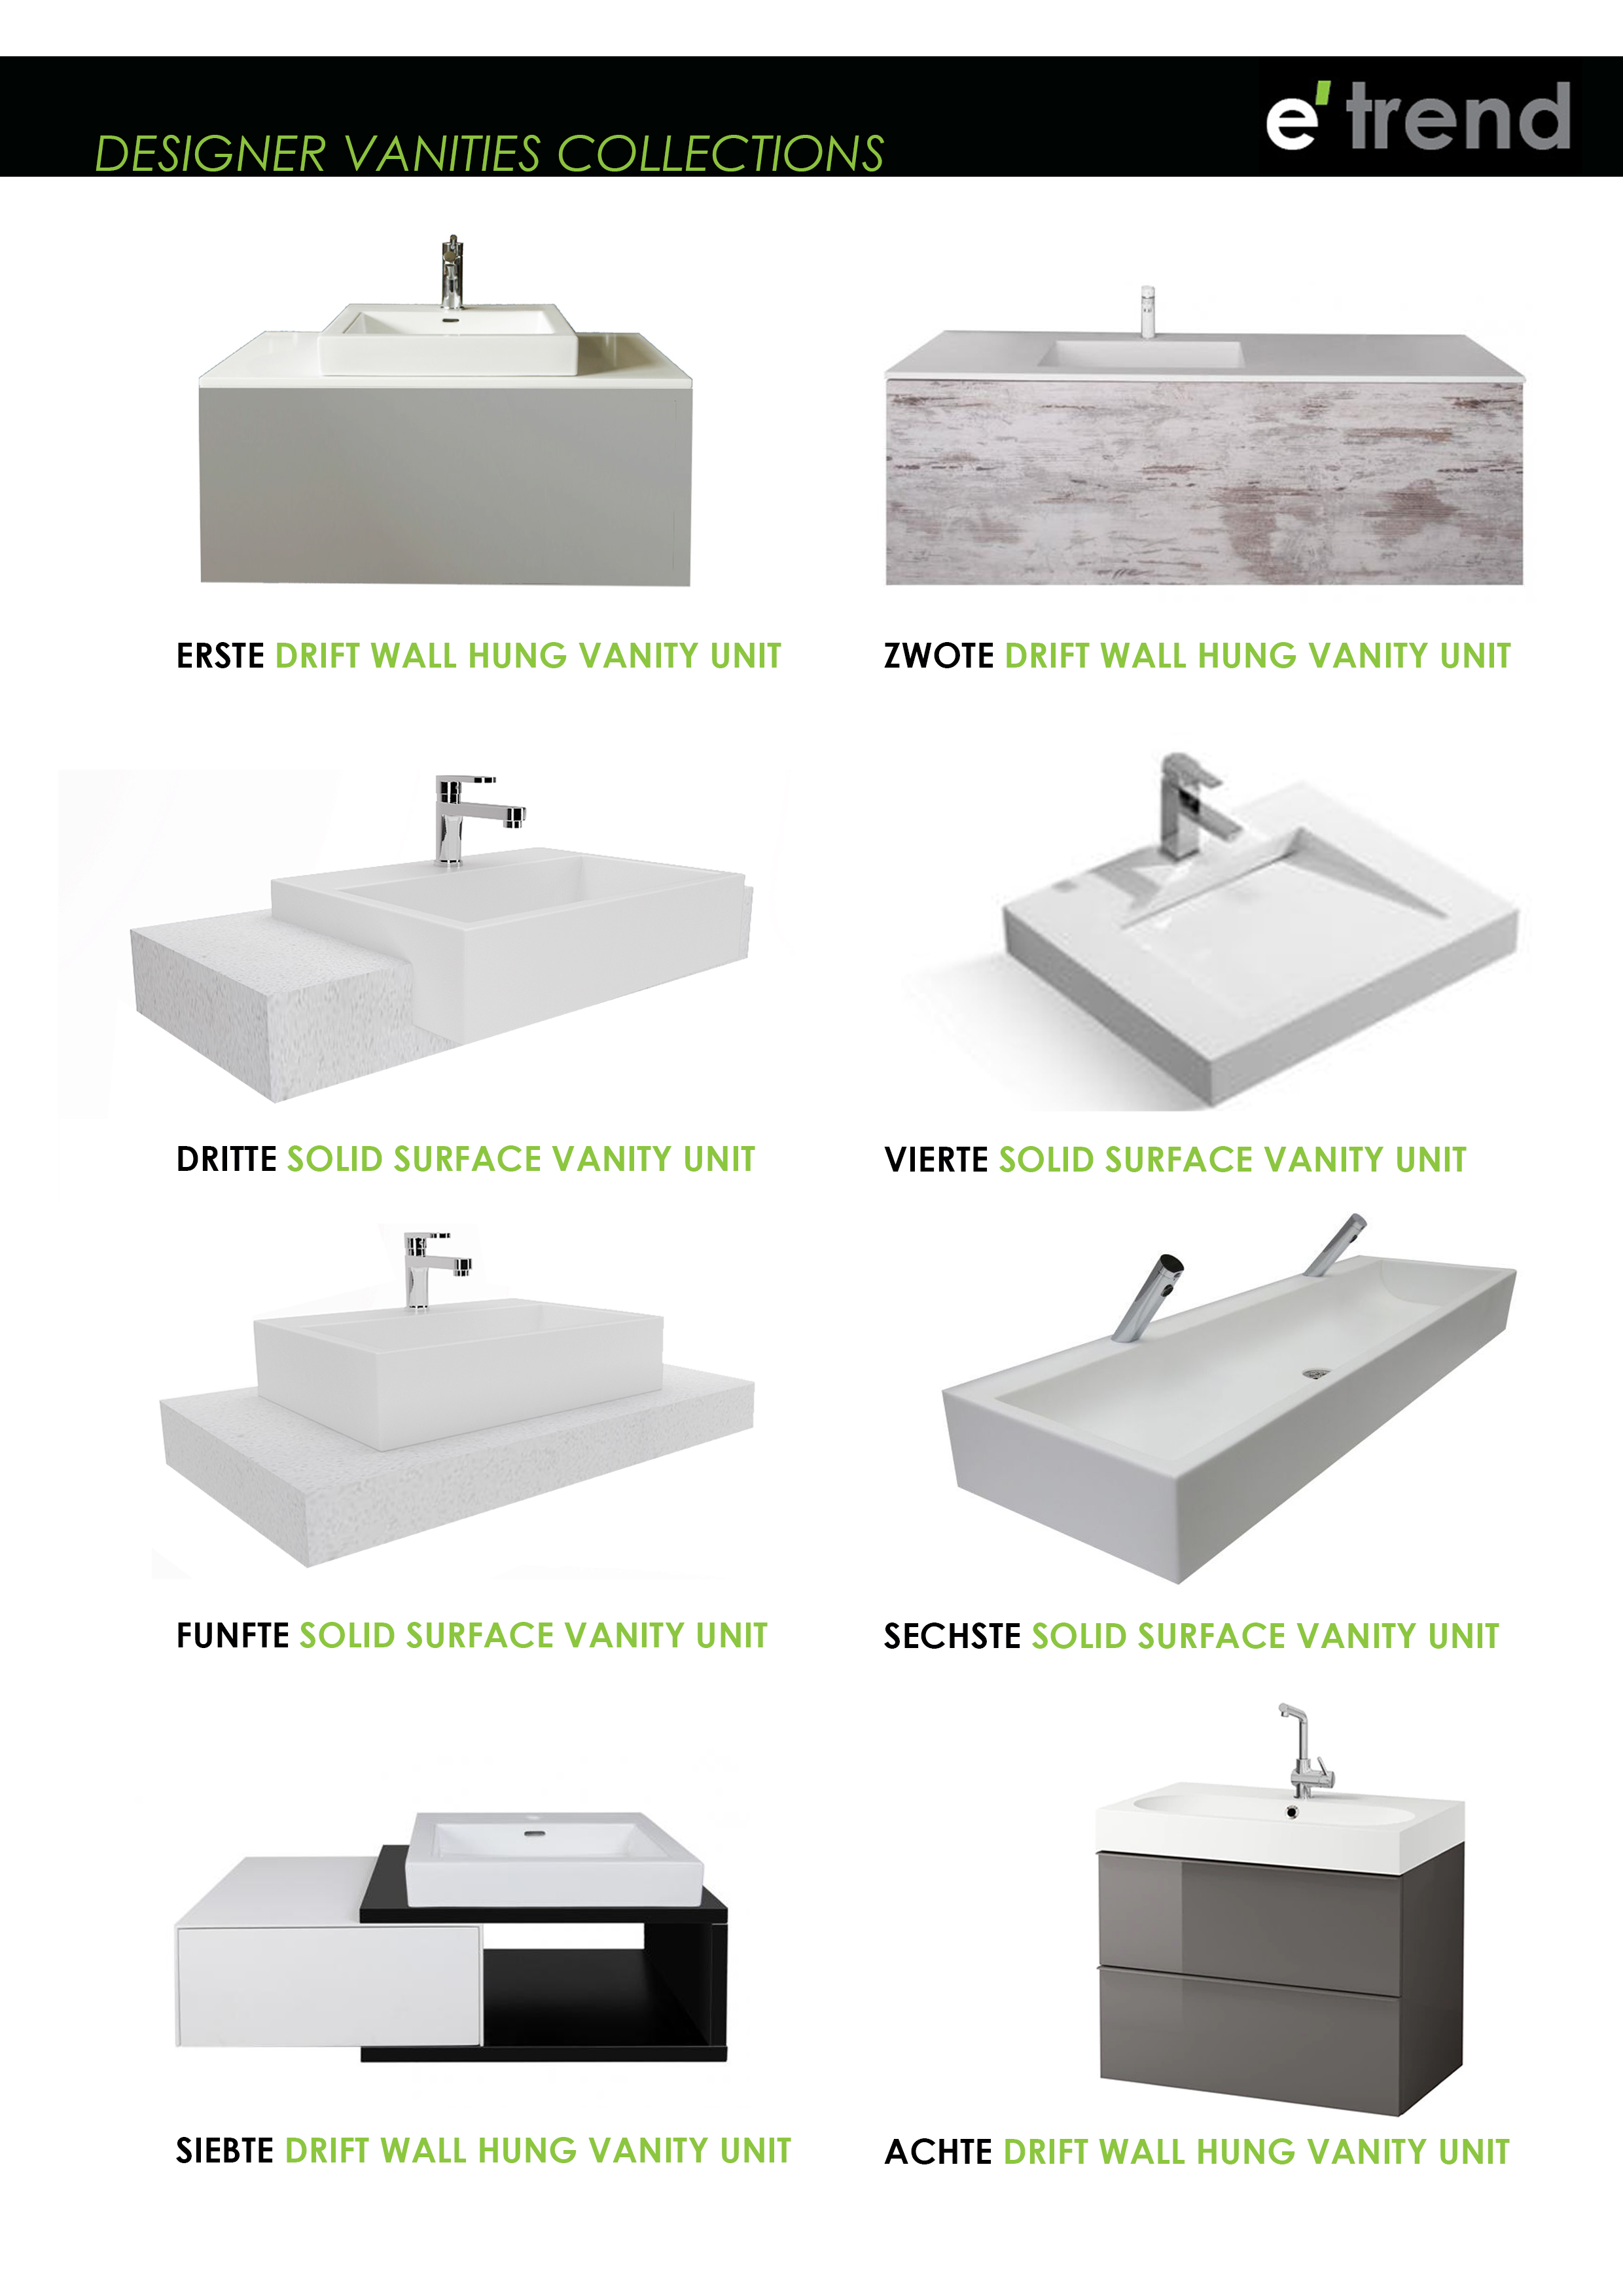 e'trend
DESIGNER VANITIES COLLECTIONS
ERSTE DRIFT WALL HUNG VANITY UNIT
ZWOTE DRIFT WALL HUNG VANITY UNIT
DRITTE SOLID SURFACE VANITY UNIT
VIERTE SOLID SURFACE VANITY UNIT
FUNFTE SOLID SURFACE VANITY UNIT
SECHSTE SOLID SURFACE VANITY UNIT
SIEBTE DRIFT WALL HUNG VANITY UNIT
ACHTE DRIFT WALL HUNG VANITY UNIT